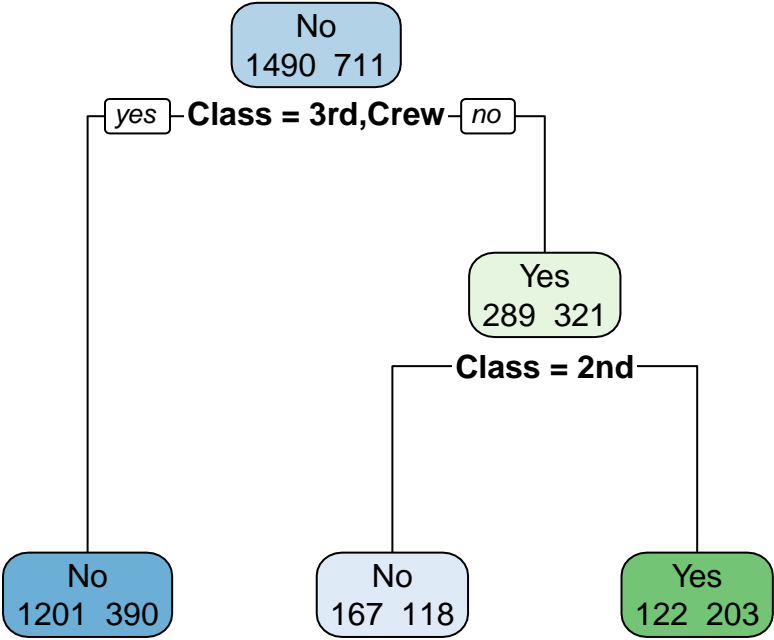 No
1490 711
yes Class = 3rd,Crew no
Yes
289 321
Class = 2nd
No No Yes
1201 390 167 118 122 203